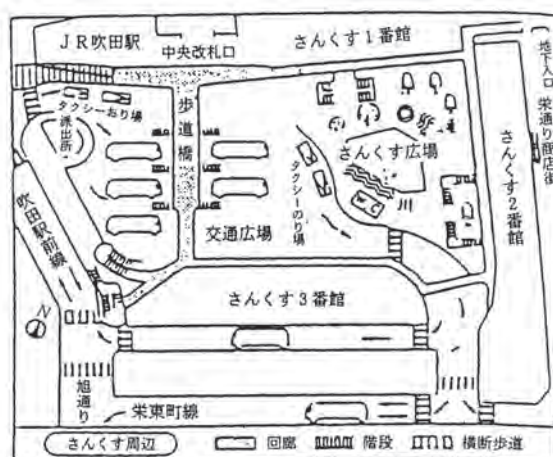 JR吹田駅
中央改札口
さんくす1番館
地下入口
栄通り商店街
タクシーおり場
派出所
歩道橋
さんくす広場
タクシーのり場
さんくす2番館
交通広場
吹田駅前線
さんくす3番館
N
旭通り
栄東町線
さんくす周辺
回廊
階段
横断歩道